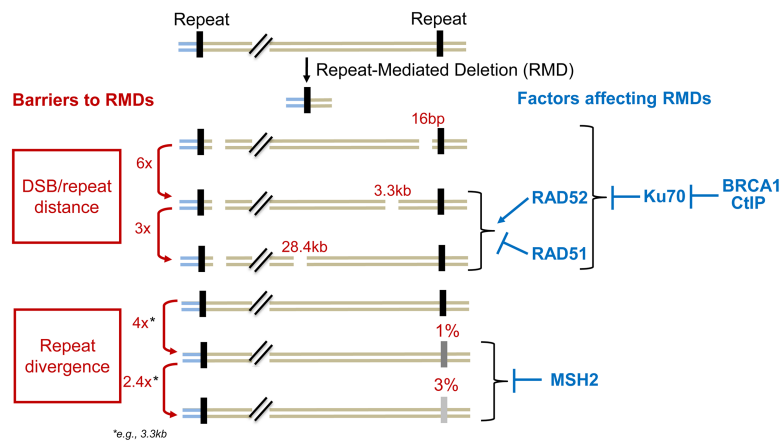 Repeat
Repeat
Repeat-Mediated Deletion (RMD)
Barriers to RMDs
Factors affecting RMDs
16bp
6x
DSB/repeat
distance
3.3kb
RAD52
Ku70
BRCA1
CtIP
3x
28.4kb
RAD51
4x*
Repeat
divergence
1%
2.4x*
3%
MSH2
*e.g., 3.3kb